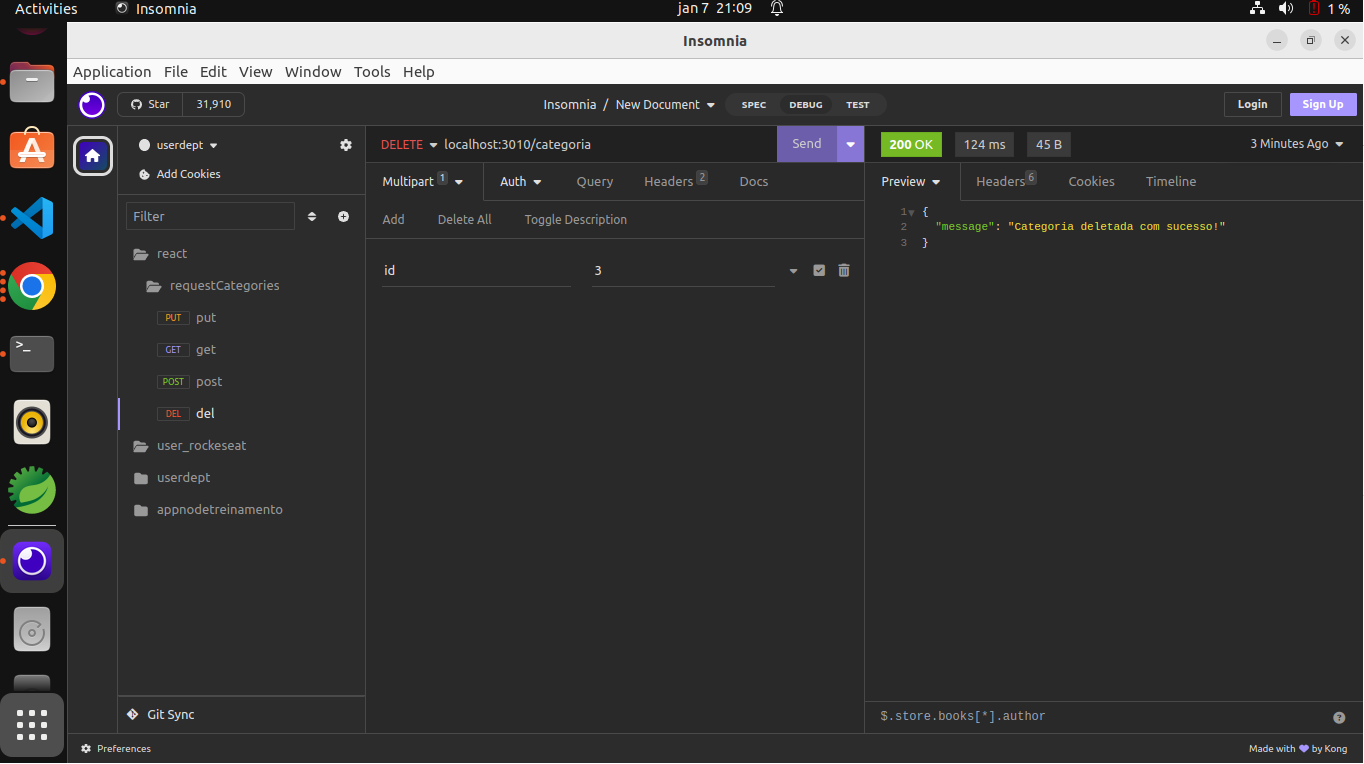 Activities Insomnia jan 7 21:09 1 %
Insomnia
Application File Edit View Window Tools Help
Star 31,910 Insomnia / New Document SPEC DEBUG TEST Login Sign Up
userdept DELETE localhost:3010/categoria Send 200 OK 124 ms 45 B 3 Minutes Ago
Add Cookies Multipart 1 Auth Query Headers 2 Docs Preview Headers 6 Cookies Timeline
Filter Add Delete All Toggle Description
1 {
2 "message": "Categoria deletada com sucesso!"
3 }
react
id 3
requestCategories
PUT put
GET get
>_
POST post
DEL del
user_rockeseat
userdept
appnodetreinamento
Git Sync $.store.books[*].author ?
Preferences Made with by Kong